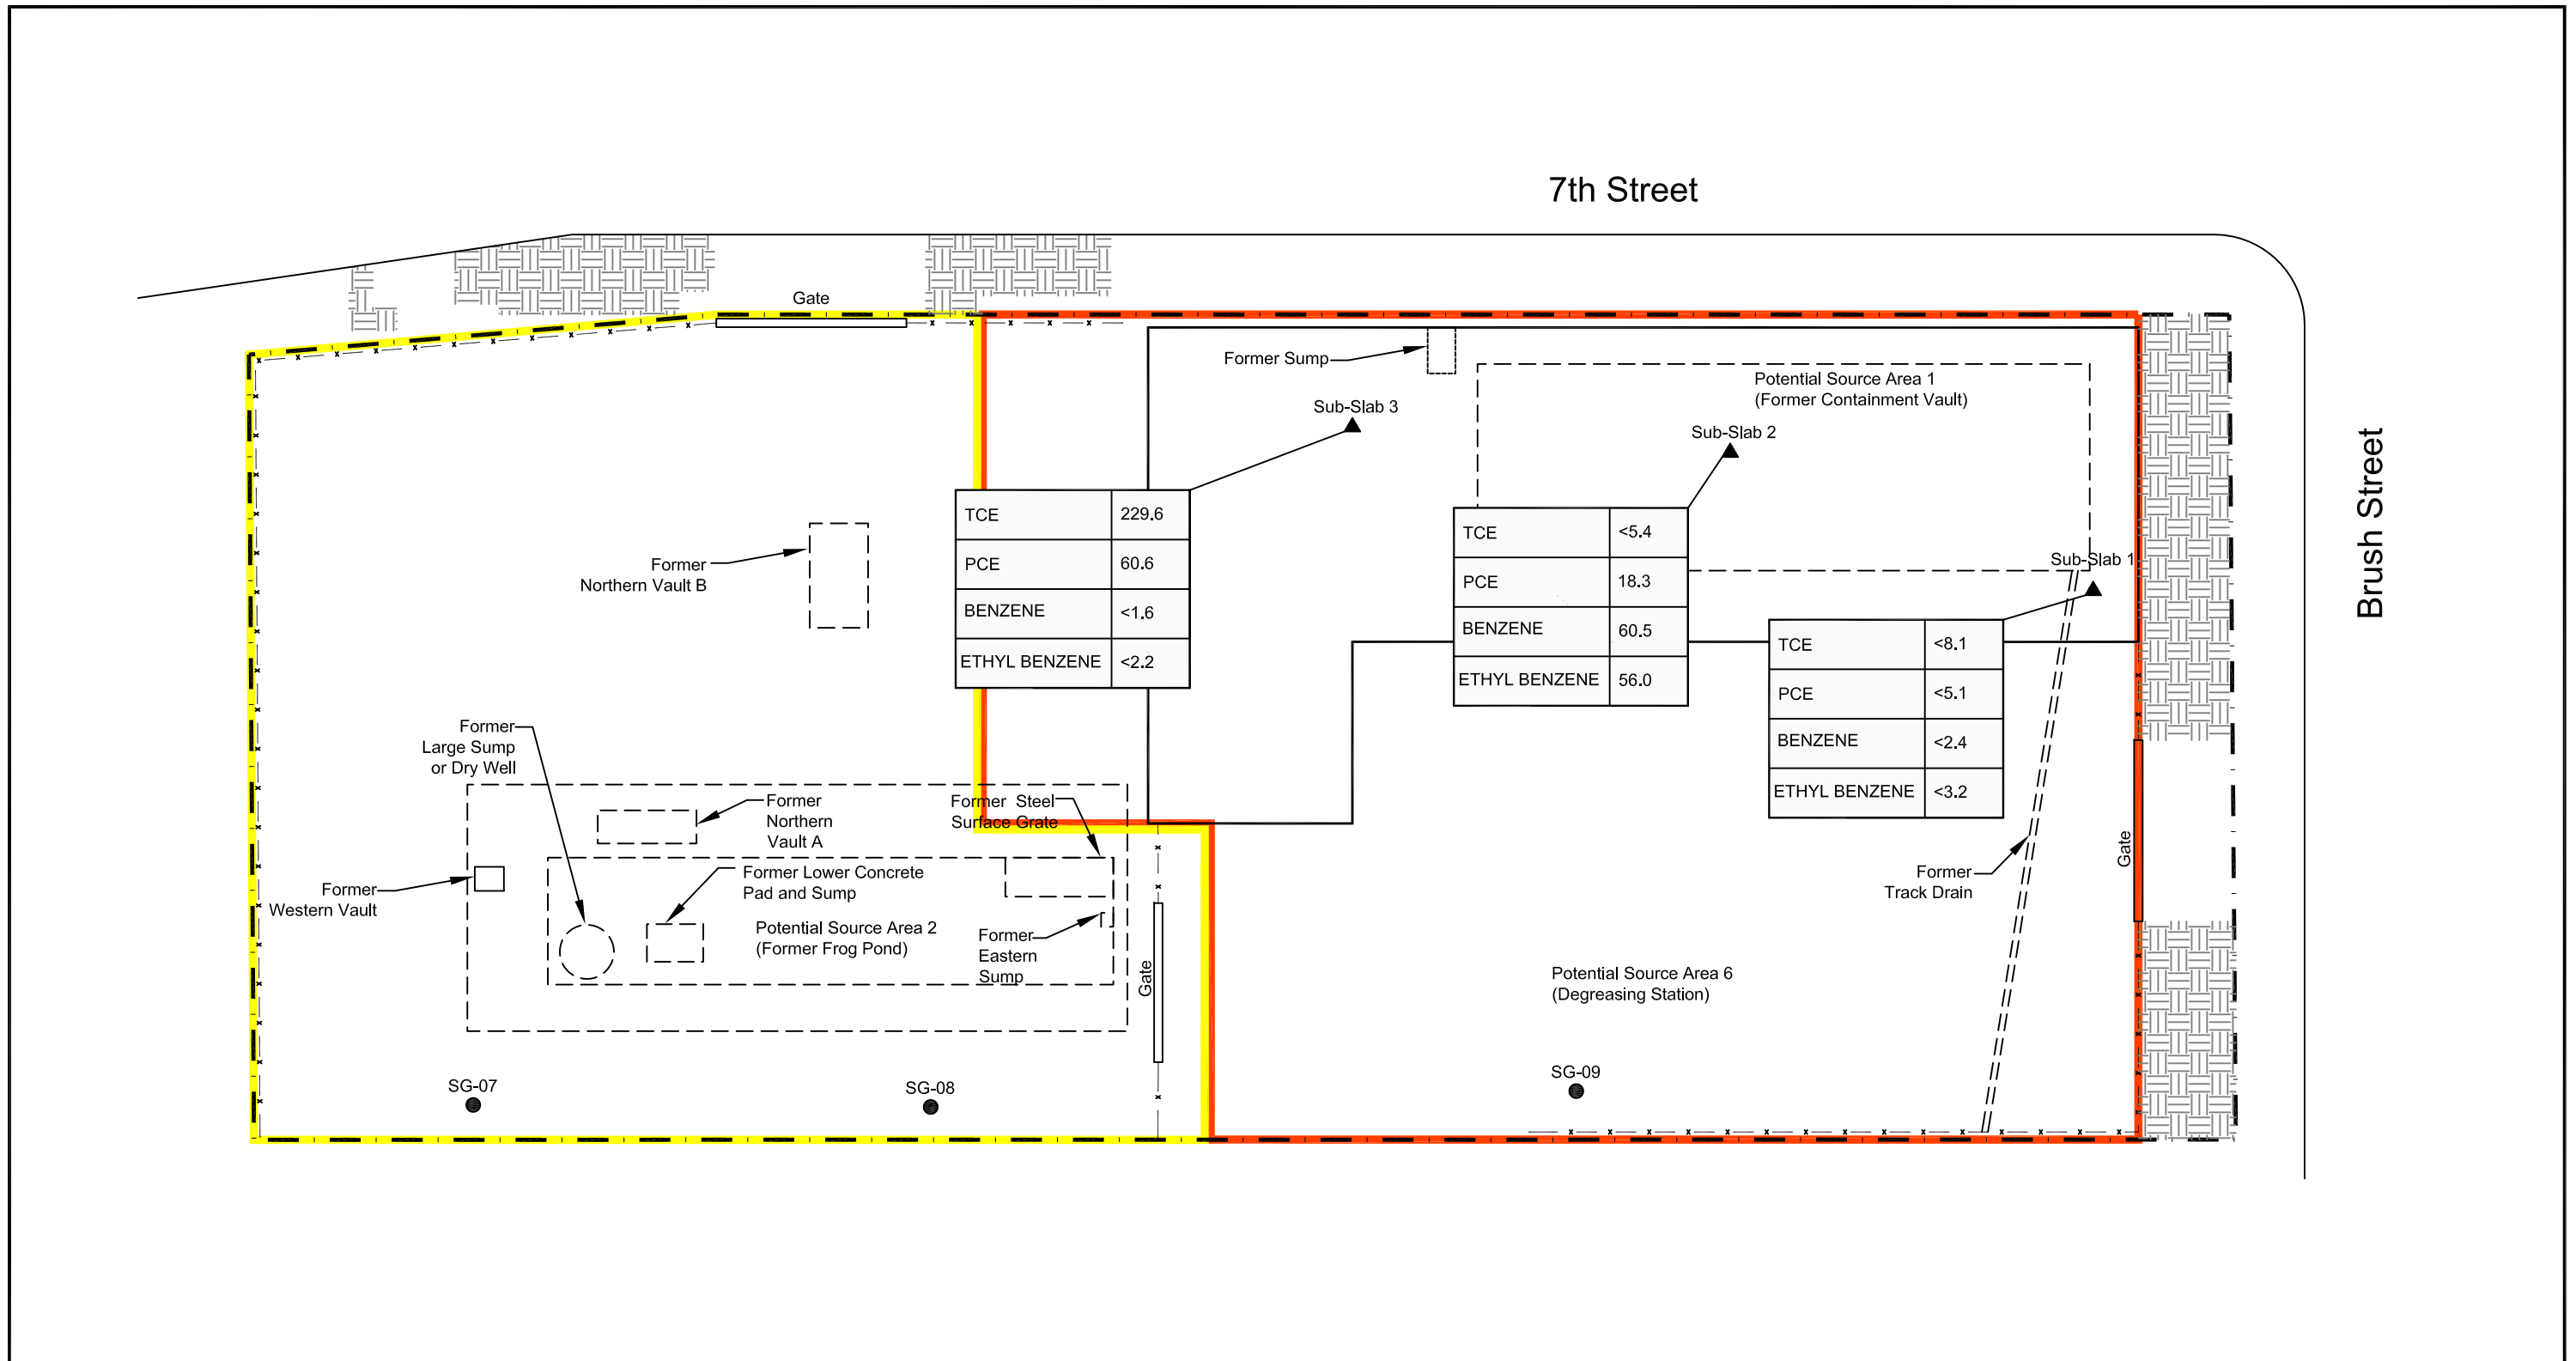 7th Street
Brush Street
Gate
Former Sump
Potential Source Area 1
(Former Containment Vault)
Sub-Slab 3
Sub-Slab 2
Sub-Slab 1
TCE 229.6
PCE 60.6
BENZENE <1.6
ETHYL BENZENE <2.2
TCE <5.4
PCE 18.3
BENZENE 60.5
ETHYL BENZENE 56.0
TCE <8.1
PCE <5.1
BENZENE <2.4
ETHYL BENZENE <3.2
Former
Northern Vault B
Former
Large Sump
or Dry Well
Former
Northern
Vault A
Former Steel
Surface Grate
Former
Western Vault
Former Lower Concrete
Pad and Sump
Potential Source Area 2
(Former Frog Pond)
Former
Eastern
Sump
Gate
Gate
Former
Track Drain
Potential Source Area 6
(Degreasing Station)
SG-07
SG-08
SG-09